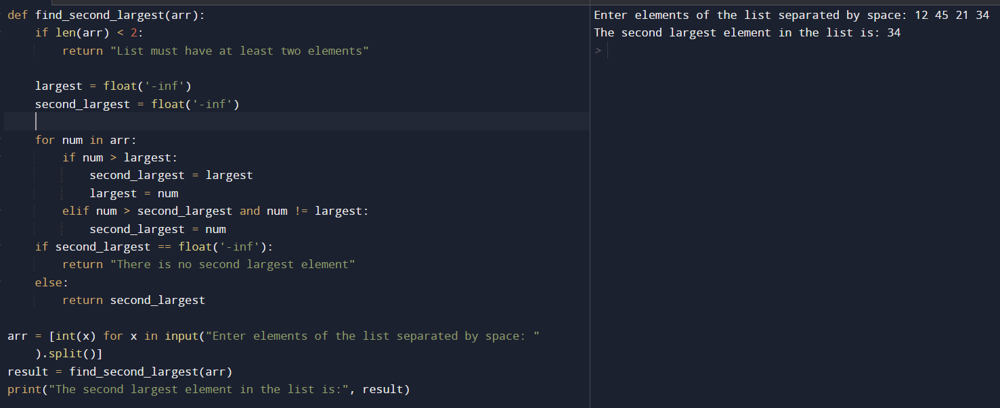 def find_second_largest(arr):
    if len(arr) < 2:
        return "List must have at least two elements"
    largest = float('-inf')
    second_largest = float('-inf')
    for num in arr:
        if num > largest:
            second_largest = largest
            largest = num
        elif num > second_largest and num != largest:
            second_largest = num
    if second_largest == float('-inf'):
        return "There is no second largest element"
    else:
        return second_largest
arr = [int(x) for x in input("Enter elements of the list separated by space: "
    ).split()]
result = find_second_largest(arr)
print("The second largest element in the list is:", result)
Enter elements of the list separated by space: 12 45 21 34
The second largest element in the list is: 34
>